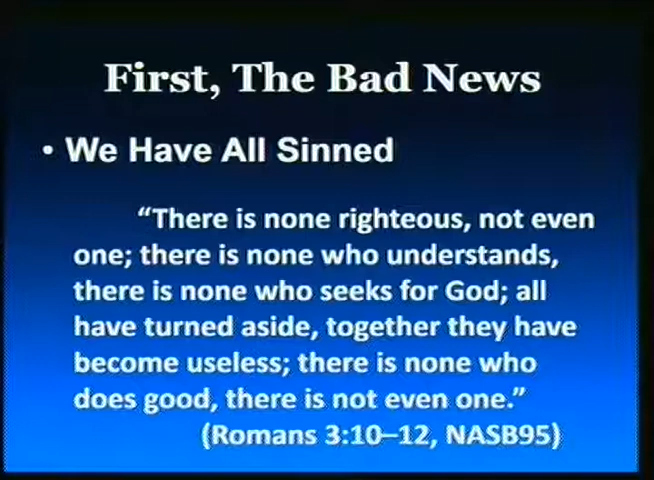 First, The Bad News
• We Have All Sinned
“There is none righteous, not even
one; there is none who understands,
there is none who seeks for God; all
have turned aside, together they have
become useless; there is none who
does good, there is not even one.”
(Romans 3:10–12, NASB95)